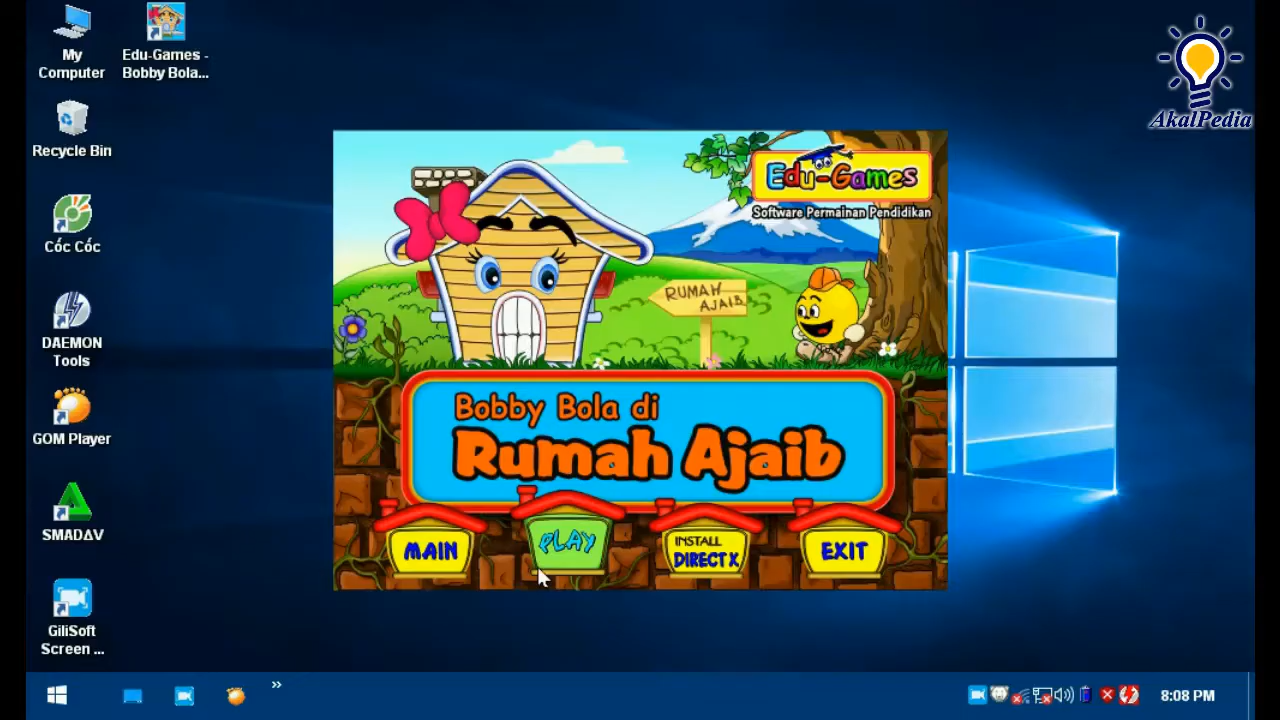 My
Computer
Edu-Games -
Bobby Bola...
Recycle Bin
Cốc Cốc
DAEMON
Tools
GOM Player
SMADΔV
GiliSoft
Screen ...
AkalPedia
Edu-Games
Software Permainan Pendidikan
RUMAH
AJAIB
Bobby Bola di
Rumah Ajaib
MAIN
PLAY
INSTALL
DIRECT X
EXIT
»
8:08 PM